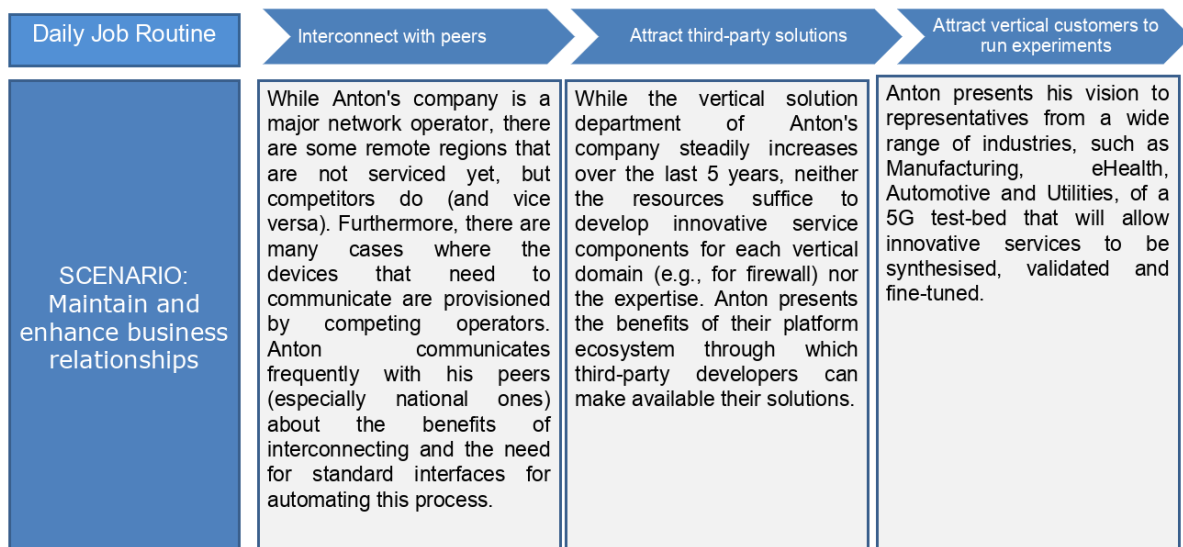 Daily Job Routine
Interconnect with peers
Attract third-party solutions
Attract vertical customers to
run experiments
SCENARIO:
Maintain and
enhance business
relationships
While Anton's company is a
major network operator, there
are some remote regions that
are not serviced yet, but
competitors do (and vice
versa). Furthermore, there are
many cases where the
devices that need to
communicate are provisioned
by competing operators.
Anton communicates
frequently with his peers
(especially national ones)
about the benefits of
interconnecting and the need
for standard interfaces for
automating this process.
While the vertical solution
department of Anton's
company steadily increases
over the last 5 years, neither
the resources suffice to
develop innovative service
components for each vertical
domain (e.g., for firewall) nor
the expertise. Anton presents
the benefits of their platform
ecosystem through which
third-party developers can
make available their solutions.
Anton presents his vision to
representatives from a wide
range of industries, such as
Manufacturing, eHealth,
Automotive and Utilities, of a
5G test-bed that will allow
innovative services to be
synthesised, validated and
fine-tuned.